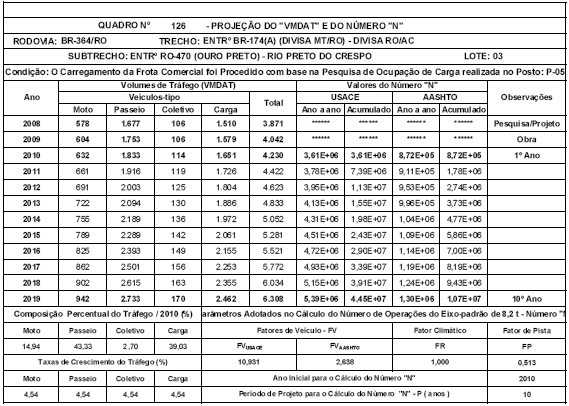 QUADRO Nº 126 - PROJEÇÃO DO "VMDAT" E DO NÚMERO "N"
RODOVIA: BR-364/RO TRECHO: ENTRº BR-174(A) (DIVISA MT/RO) - DIVISA RO/AC
SUBTRECHO: ENTRº RO-470 (OURO PRETO) - RIO PRETO DO CRESPO LOTE: 03
Condição: O Carregamento da Frota Comercial foi Procedido com base na Pesquisa de Ocupação de Carga realizada no Posto: P-05
Ano Volumes de Tráfego (VMDAT) Valores do Número "N" Observações
Veículos-tipo Total USACE AASHTO
Moto Passeio Coletivo Carga Ano a ano Acumulado Ano a ano Acumulado
2008 578 1.677 106 1.510 3.871 ****** ****** ****** ****** Pesquisa/Projeto
2009 604 1.753 106 1.579 4.042 ****** ****** ****** ****** Obra
2010 632 1.833 114 1.651 4.230 3,61E+06 3,61E+06 8,72E+05 8,72E+05 1º Ano
2011 661 1.916 119 1.726 4.422 3,78E+06 7,39E+06 9,11E+05 1,78E+06
2012 691 2.003 125 1.804 4.623 3,95E+06 1,13E+07 9,53E+05 2,74E+06
2013 722 2.094 130 1.886 4.833 4,13E+06 1,55E+07 9,96E+05 3,73E+06
2014 755 2.189 136 1.972 5.052 4,31E+06 1,98E+07 1,04E+06 4,77E+06
2015 789 2.289 142 2.061 5.281 4,51E+06 2,43E+07 1,09E+06 5,86E+06
2016 825 2.393 149 2.155 5.521 4,72E+06 2,90E+07 1,14E+06 7,00E+06
2017 862 2.501 156 2.253 5.772 4,93E+06 3,39E+07 1,19E+06 8,19E+06
2018 902 2.615 163 2.355 6.034 5,15E+06 3,91E+07 1,24E+06 9,43E+06
2019 942 2.733 170 2.462 6.308 5,39E+06 4,45E+07 1,30E+06 1,07E+07 10º Ano
Composição Percentual do Tráfego / 2010 (%) arâmetros Adotados no Cálculo do Número de Operações do Eixo-padrão de 8,2 t - Número "N
Moto Passeio Coletivo Carga Fatores de Veículo - FV Fator Climático Fator de Pista
14,94 43,33 2,70 39,03 FVUSACE FVAASHTO FR FP
Taxas de Crescimento do Tráfego (%) 10,931 2,638 1,000 0,513
Moto Passeio Coletivo Carga Ano Inicial para o Cálculo do Número "N" 2010
4,54 4,54 4,54 4,54 Período de Projeto para o Cálculo do Número "N" - P ( anos ) 10